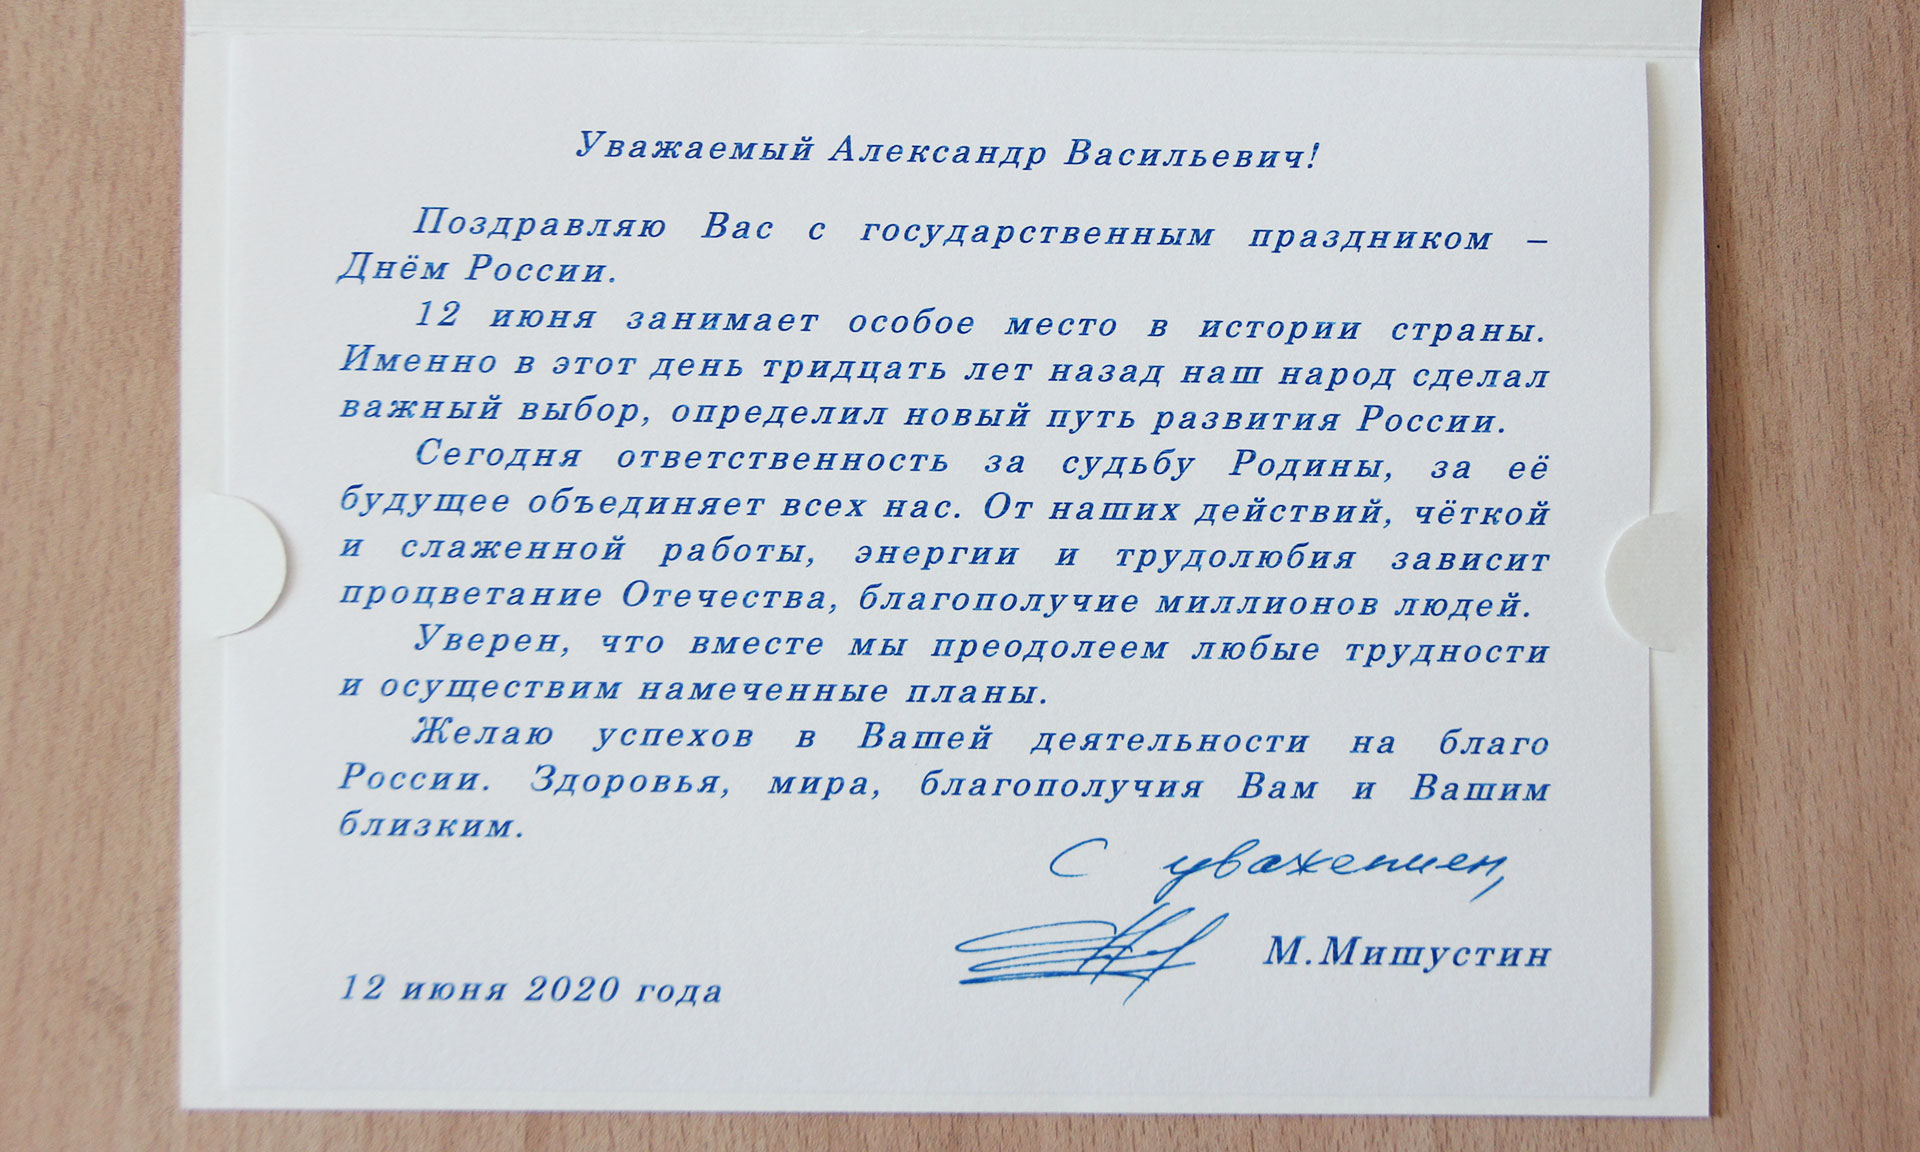 Уважаемый Александр Васильевич!
Поздравляю Вас с государственным праздником –
Днём России.
12 июня занимает особое место в истории страны.
Именно в этот день тридцать лет назад наш народ сделал
важный выбор, определил новый путь развития России.
Сегодня ответственность за судьбу Родины, за её
будущее объединяет всех нас. От наших действий, чёткой
и слаженной работы, энергии и трудолюбия зависит
процветание Отечества, благополучие миллионов людей.
Уверен, что вместе мы преодолеем любые трудности
и осуществим намеченные планы.
Желаю успехов в Вашей деятельности на благо
России. Здоровья, мира, благополучия Вам и Вашим
близким.
С уважением,
М.Мишустин
12 июня 2020 года